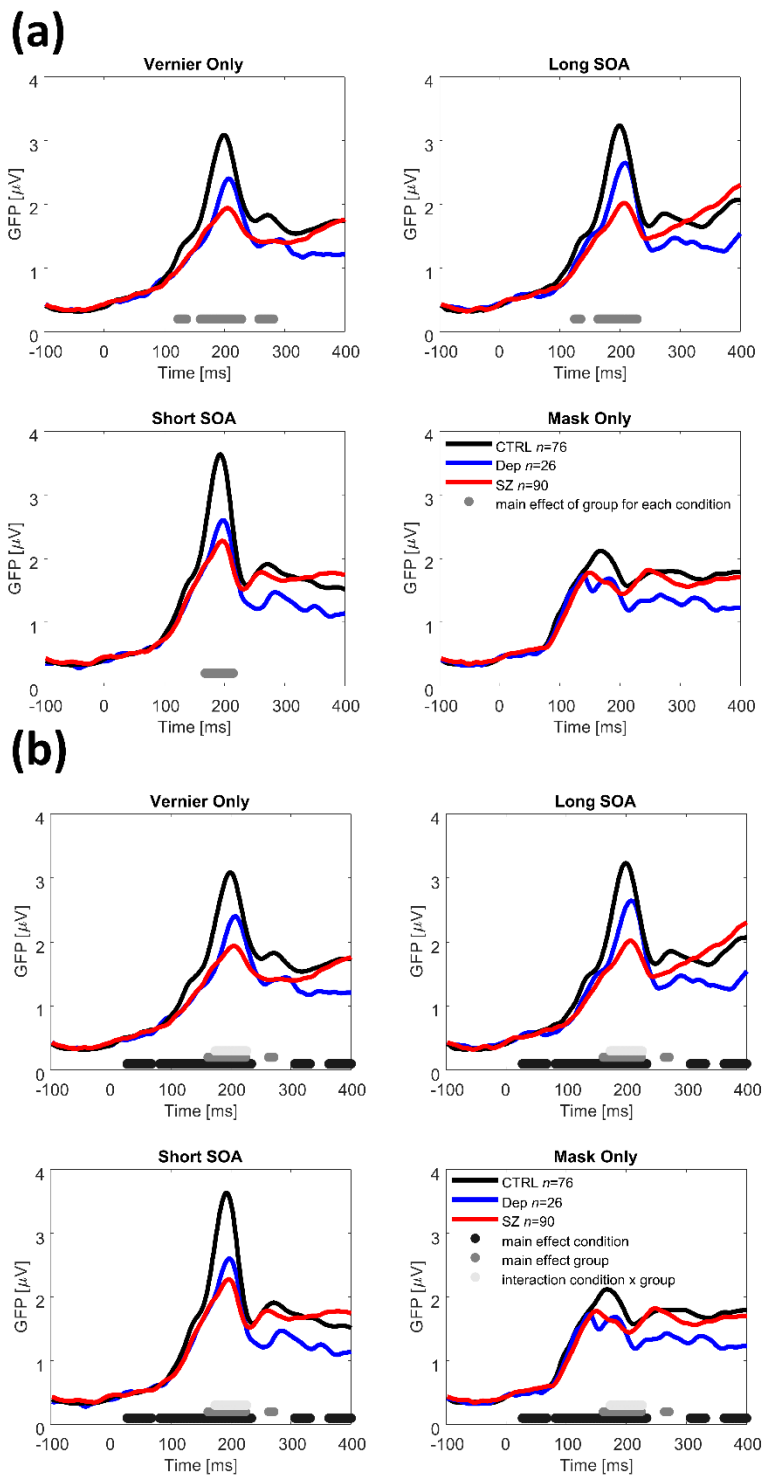 (a)
Vernier Only
4
3
2
1
0
GFP [µV]
-100 0 100 200 300 400
Time [ms]
Long SOA
4
3
2
1
0
GFP [µV]
-100 0 100 200 300 400
Time [ms]
Short SOA
4
3
2
1
0
GFP [µV]
-100 0 100 200 300 400
Time [ms]
Mask Only
4
3
2
1
0
GFP [µV]
CTRL n=76
Dep n=26
SZ n=90
main effect of group for each condition
-100 0 100 200 300 400
Time [ms]
(b)
Vernier Only
4
3
2
1
0
GFP [µV]
-100 0 100 200 300 400
Time [ms]
Long SOA
4
3
2
1
0
GFP [µV]
-100 0 100 200 300 400
Time [ms]
Short SOA
4
3
2
1
0
GFP [µV]
-100 0 100 200 300 400
Time [ms]
Mask Only
4
3
2
1
0
GFP [µV]
CTRL n=76
Dep n=26
SZ n=90
main effect condition
main effect group
interaction condition x group
-100 0 100 200 300 400
Time [ms]